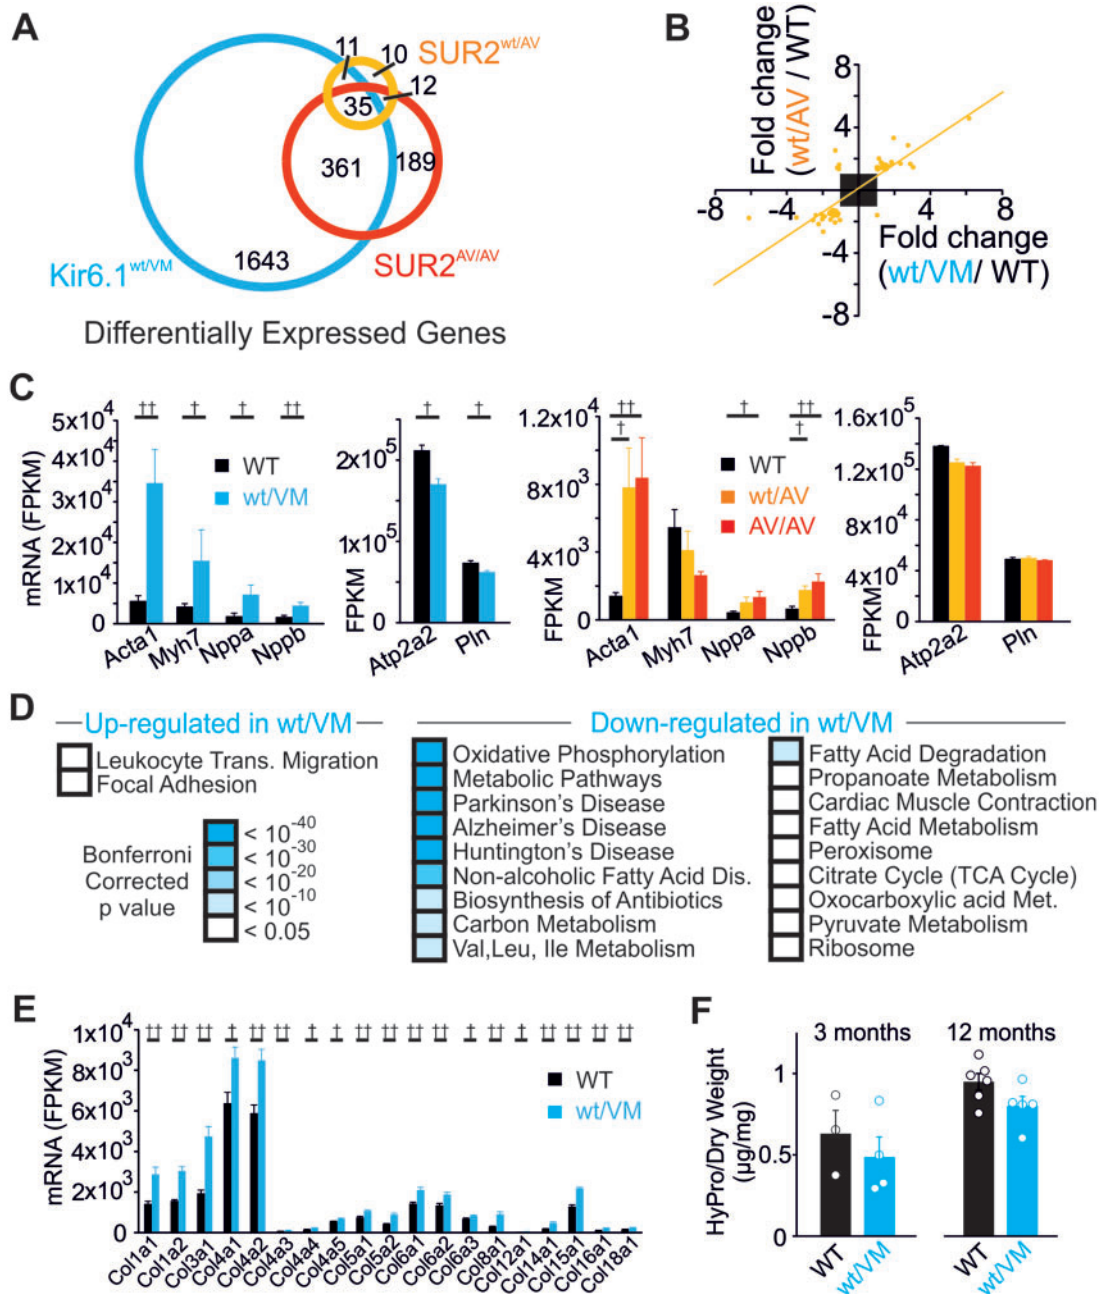 A
11
10
SUR2wt/AV
12
35
361
189
1643
Kir6.1wt/VM
SUR2AV/AV
Differentially Expressed Genes
B
Fold change
(wt/AV / WT)
8
4
-8
-4
4
8
-4
-8
Fold change
(wt/VM/ WT)
C
mRNA (FPKM)
5x10⁴
4x10⁴
3x10⁴
2x10⁴
1x10⁴
0
†† † † ††
WT
wt/VM
Acta1 Myh7 Nppa Nppb
FPKM
2x10⁵
1x10⁵
0
† †
Atp2a2 Pln
FPKM
1.2x10⁴
8x10³
4x10³
0
†† † ††
† †
WT
wt/AV
AV/AV
Acta1 Myh7 Nppa Nppb
FPKM
1.6x10⁵
1.2x10⁵
8x10⁴
4x10⁴
0
Atp2a2 Pln
D
Up-regulated in wt/VM
Leukocyte Trans. Migration
Focal Adhesion
Bonferroni
Corrected
p value
< 10⁻⁴⁰
< 10⁻³⁰
< 10⁻²⁰
< 10⁻¹⁰
< 0.05
Down-regulated in wt/VM
Oxidative Phosphorylation
Metabolic Pathways
Parkinson's Disease
Alzheimer's Disease
Huntington's Disease
Non-alcoholic Fatty Acid Dis.
Biosynthesis of Antibiotics
Carbon Metabolism
Val,Leu, Ile Metabolism
Fatty Acid Degradation
Propanoate Metabolism
Cardiac Muscle Contraction
Fatty Acid Metabolism
Peroxisome
Citrate Cycle (TCA Cycle)
Oxocarboxylic acid Met.
Pyruvate Metabolism
Ribosome
E
mRNA (FPKM)
1x10⁴
8x10³
6x10³
4x10³
2x10³
0
†† †† †† † †† †† † † †† †† †† †† † †† † †† †† †† ††
WT
wt/VM
Col1a1 Col1a2 Col3a1 Col4a1 Col4a2 Col4a3 Col4a4 Col4a5 Col5a1 Col5a2 Col6a1 Col6a2 Col6a3 Col8a1 Col12a1 Col14a1 Col15a1 Col16a1 Col18a1
F
HyPro/Dry Weight
(µg/mg)
3 months
12 months
1
0.5
0
WT wt/VM WT wt/VM